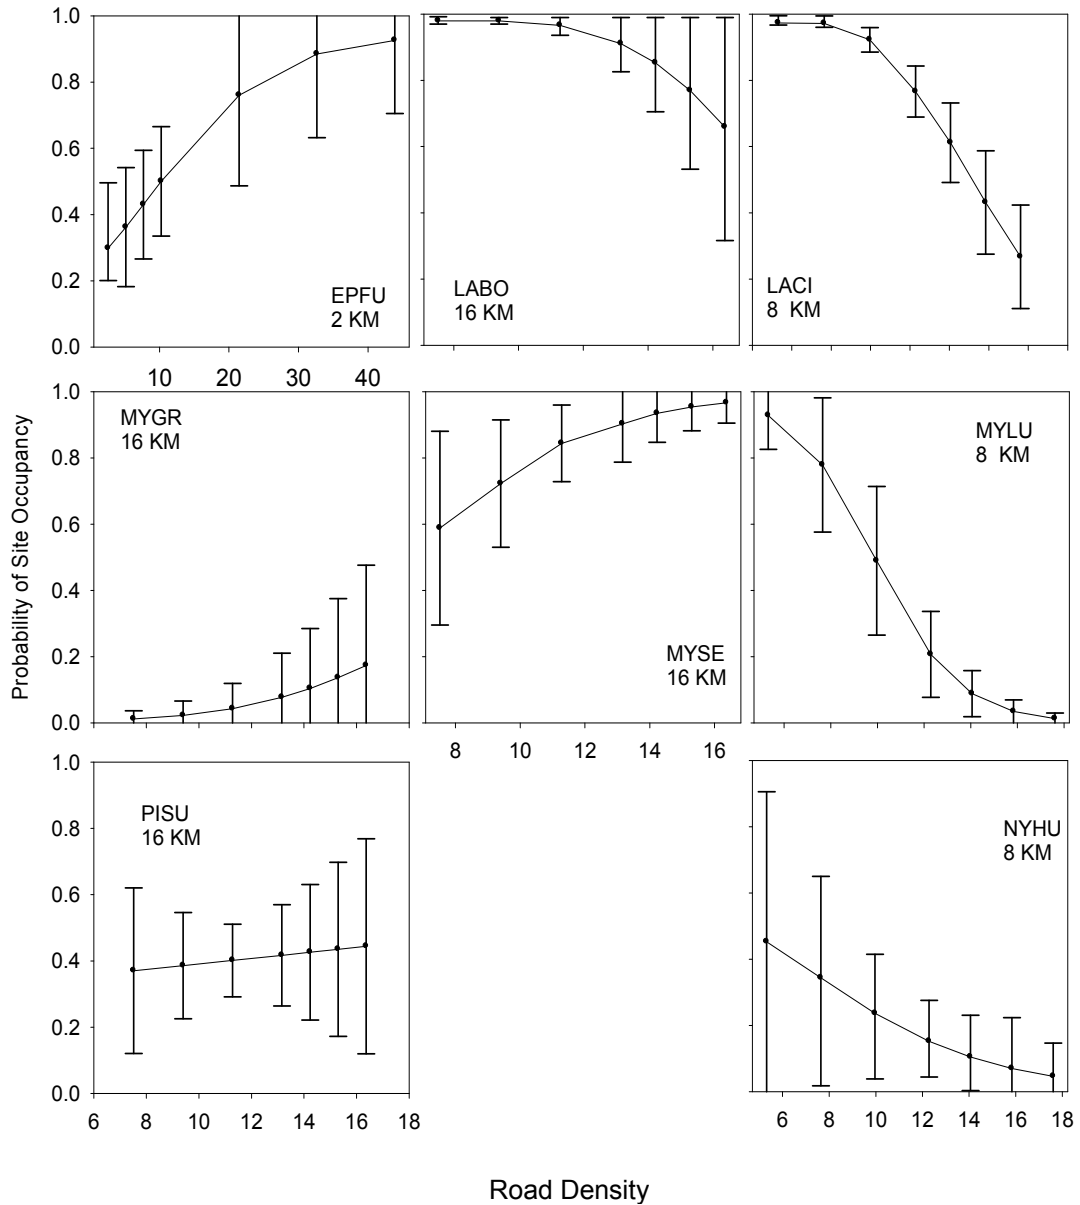 1.0
0.8
0.6
0.4
0.2
0.0
EPFU
2 KM
10 20 30 40
LABO
16 KM
LACI
8 KM
Probability of Site Occupancy
1.0
0.8
0.6
0.4
0.2
0.0
MYGR
16 KM
MYSE
16 KM
8 10 12 14 16
MYLU
8 KM
1.0
0.8
0.6
0.4
0.2
0.0
PISU
16 KM
6 8 10 12 14 16 18
NYHU
8 KM
6 8 10 12 14 16 18
Road Density